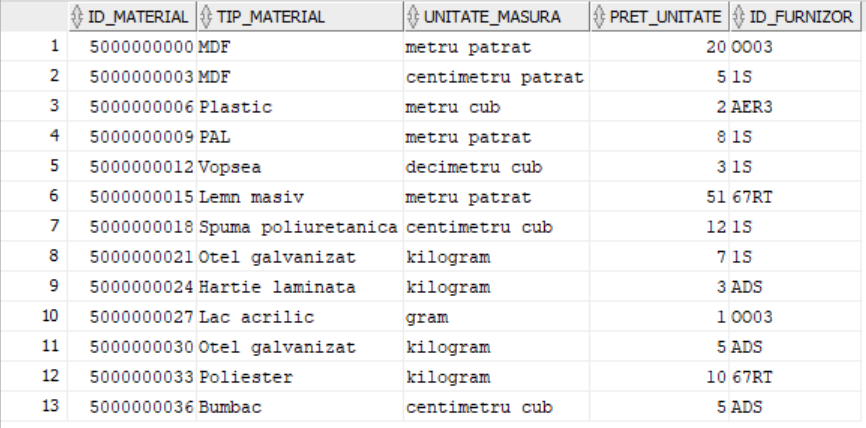 ID_MATERIAL TIP_MATERIAL UNITATE_MASURA PRET_UNITATE ID_FURNIZOR
1 5000000000 MDF metru patrat 20 0003
2 5000000003 MDF centimetru patrat 5 1S
3 5000000006 Plastic metru cub 2 AER3
4 5000000009 PAL metru patrat 8 1S
5 5000000012 Vopsea decimetru cub 3 1S
6 5000000015 Lemn masiv metru patrat 51 67RT
7 5000000018 Spuma poliuretanica centimetru cub 12 1S
8 5000000021 Otel galvanizat kilogram 7 1S
9 5000000024 Hartie laminata kilogram 3 ADS
10 5000000027 Lac acrilic gram 1 0003
11 5000000030 Otel galvanizat kilogram 5 ADS
12 5000000033 Poliester kilogram 10 67RT
13 5000000036 Bumbac centimetru cub 5 ADS